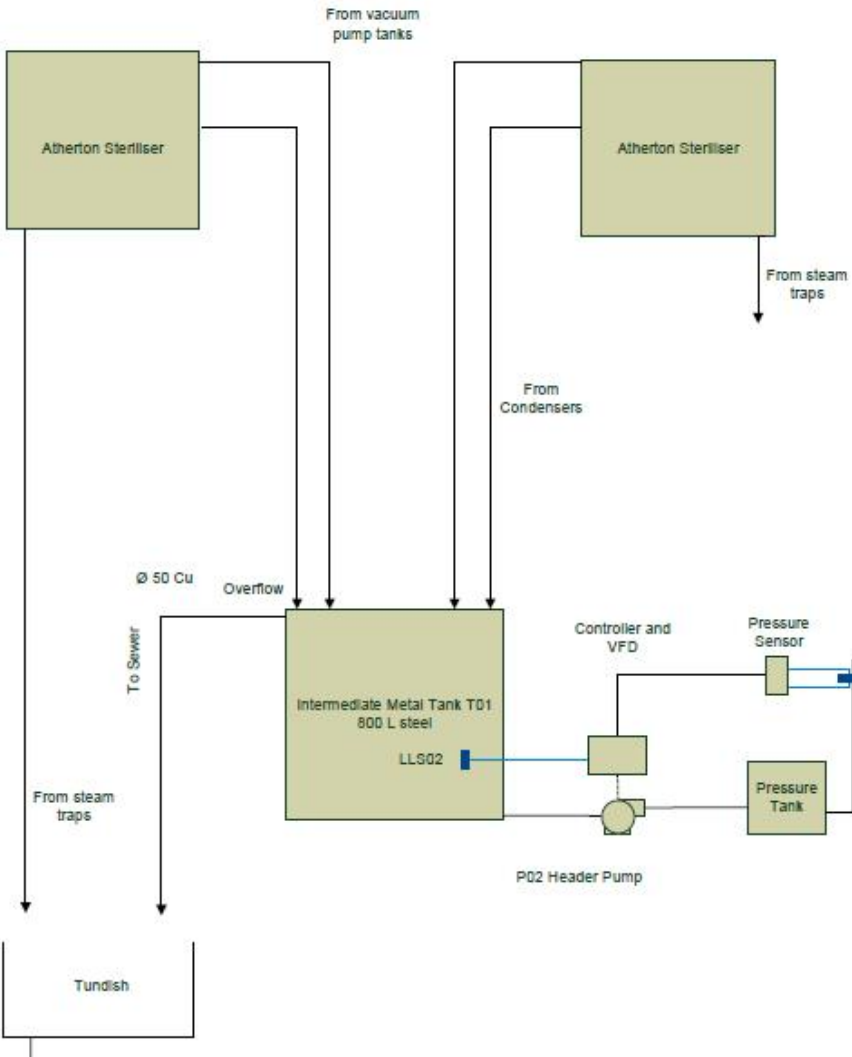 From vacuum
pump tanks
Atherton Steriliser
Atherton Steriliser
From steam
traps
From
Condensers
Ø 50 Cu
Overflow
To Sewer
Controller and
VFD
Pressure
Sensor
Intermediate Metal Tank T01
800 L steel
LLS02
From steam
traps
Pressure
Tank
P02 Header Pump
Tundish